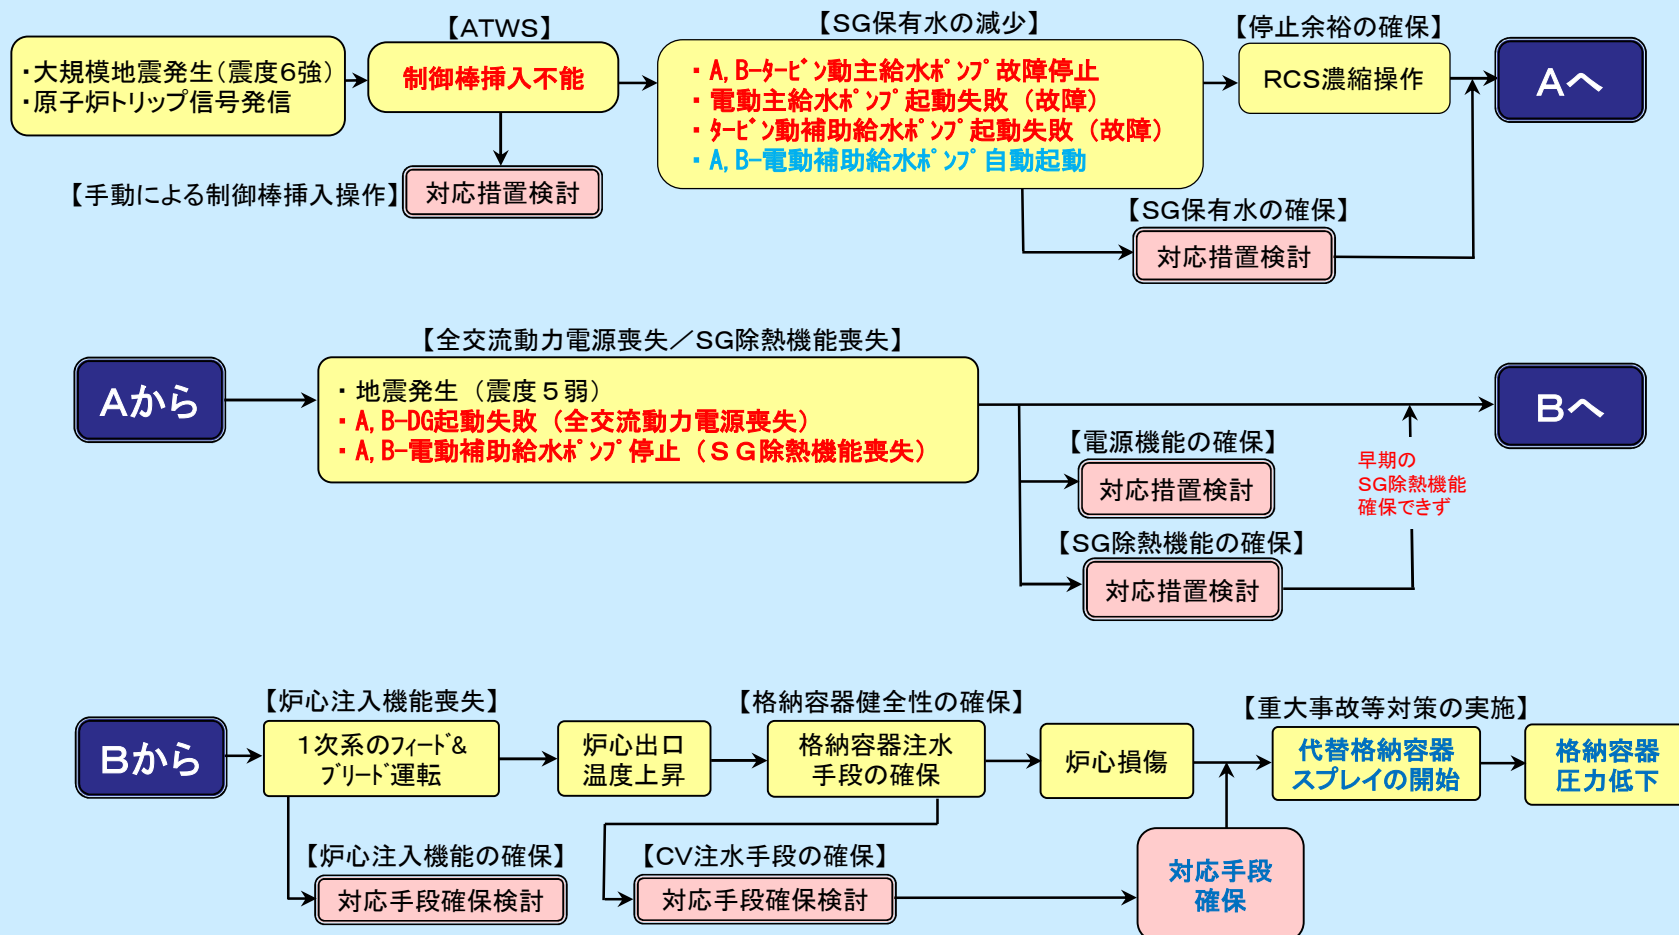 【ATWS】
【SG保有水の減少】
【停止余裕の確保】
・大規模地震発生（震度６強）
・原子炉トリップ信号発信
制御棒挿入不能
・A,B-ﾀｰﾋﾞﾝ動主給水ﾎﾟﾝﾌﾟ故障停止
・電動主給水ﾎﾟﾝﾌﾟ起動失敗（故障）
・ﾀｰﾋﾞﾝ動補助給水ﾎﾟﾝﾌﾟ起動失敗（故障）
・A,B-電動補助給水ﾎﾟﾝﾌﾟ自動起動
RCS濃縮操作
Aへ
【手動による制御棒挿入操作】
対応措置検討
【SG保有水の確保】
対応措置検討
【全交流動力電源喪失／SG除熱機能喪失】
Aから
・地震発生（震度５弱）
・A,B-DG起動失敗（全交流動力電源喪失）
・A,B-電動補助給水ﾎﾟﾝﾌﾟ停止（ＳＧ除熱機能喪失）
Bへ
【電源機能の確保】
対応措置検討
早期の
SG除熱機能
確保できず
【SG除熱機能の確保】
対応措置検討
【炉心注入機能喪失】
【格納容器健全性の確保】
【重大事故等対策の実施】
Bから
１次系のﾌｨｰﾄﾞ&
ﾌﾞﾘｰﾄﾞ運転
炉心出口
温度上昇
格納容器注水
手段の確保
炉心損傷
代替格納容器
スプレイの開始
格納容器
圧力低下
【炉心注入機能の確保】
対応手段確保検討
【CV注水手段の確保】
対応手段確保検討
対応手段
確保